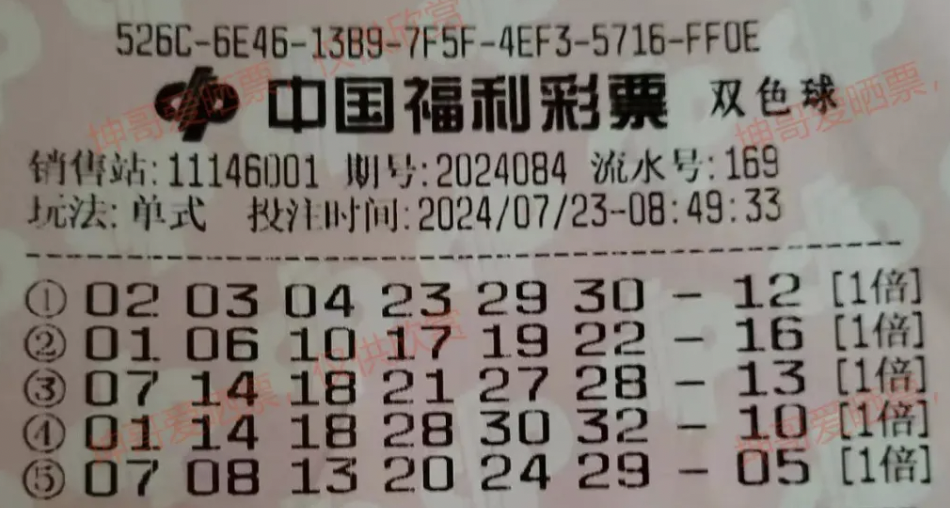 526C-6E46-13B9-7F5F-4EF3-5716-FF0E
中国福利彩票 双色球
销售站:11146001 期号:2024084 流水号:169
玩法:单式 投注时间:2024/07/23-08:49:33
① 02 03 04 23 29 30 - 12 [1倍]
② 01 06 10 17 19 22 - 16 [1倍]
③ 07 14 18 21 27 28 - 13 [1倍]
④ 01 14 18 28 30 32 - 10 [1倍]
⑤ 07 08 13 20 24 29 - 05 [1倍]
坤哥爱晒票,仅供欣赏
坤哥爱晒票,
坤哥爱晒票,仅供欣赏
坤哥爱晒票,